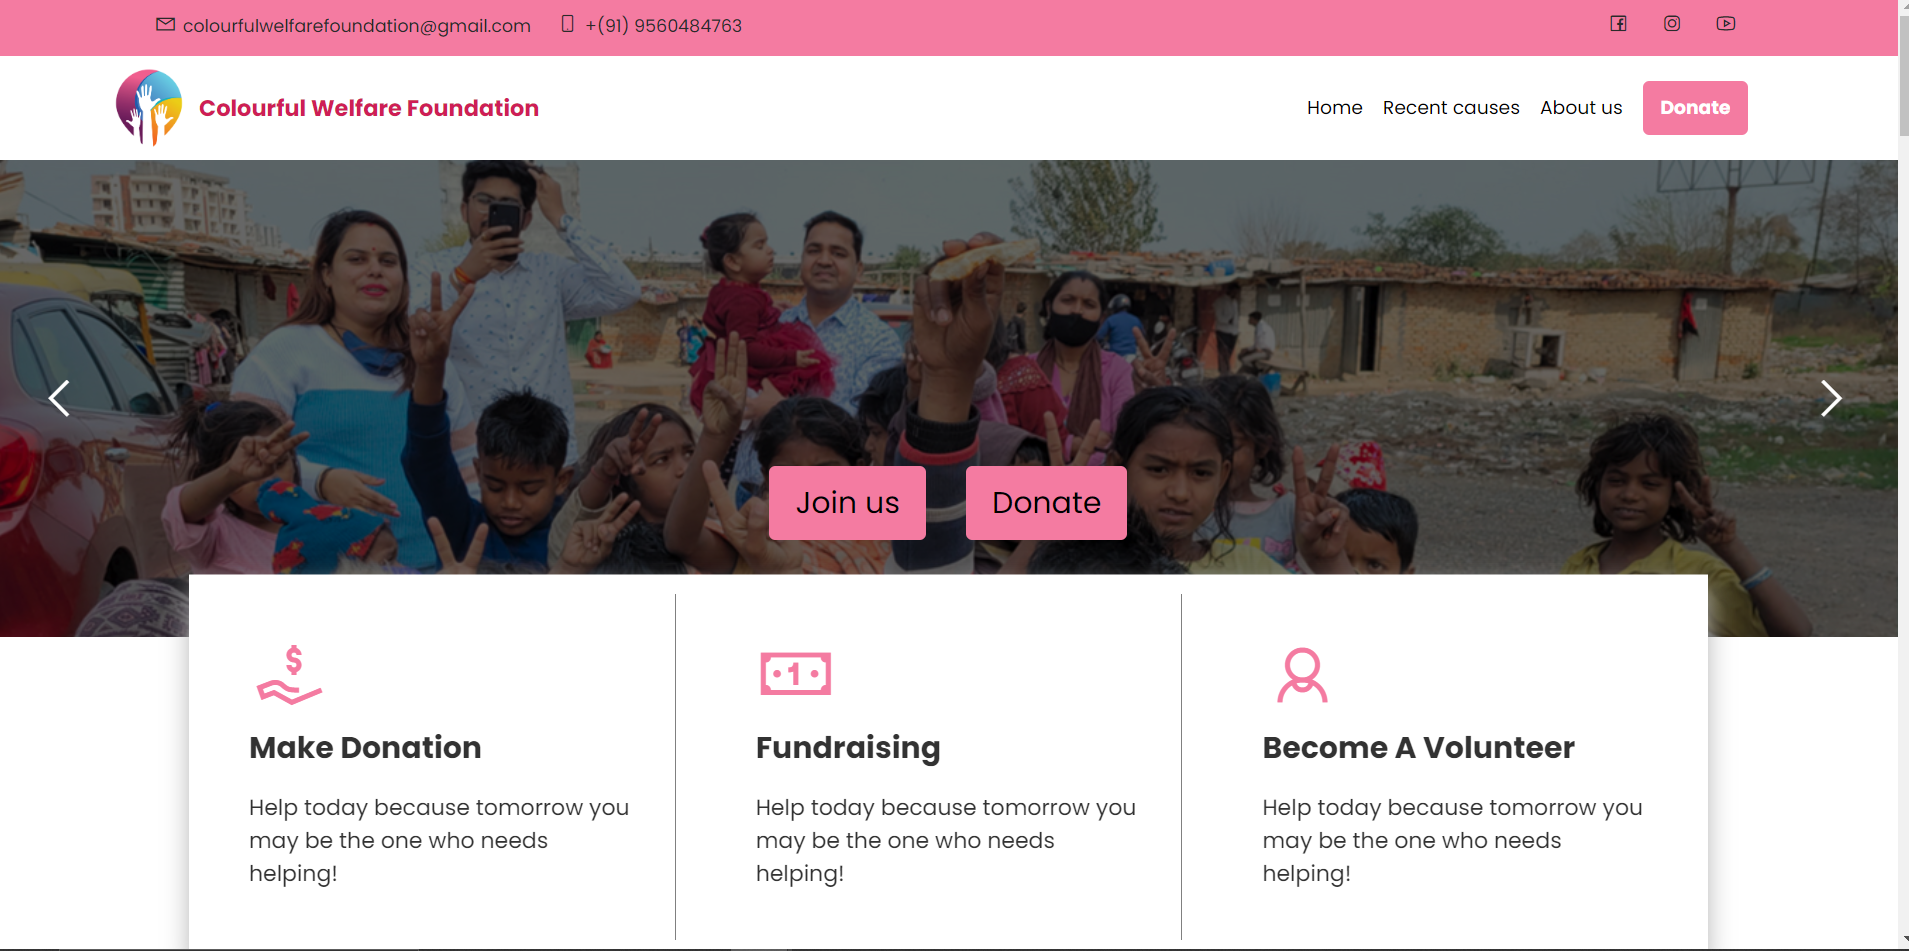 colourfulwelfarefoundation@gmail.com +(91) 9560484763
Colourful Welfare Foundation
Home Recent causes About us Donate
Join us Donate
1
Make Donation
Help today because tomorrow you
may be the one who needs
helping!
Fundraising
Help today because tomorrow you
may be the one who needs
helping!
Become A Volunteer
Help today because tomorrow you
may be the one who needs
helping!